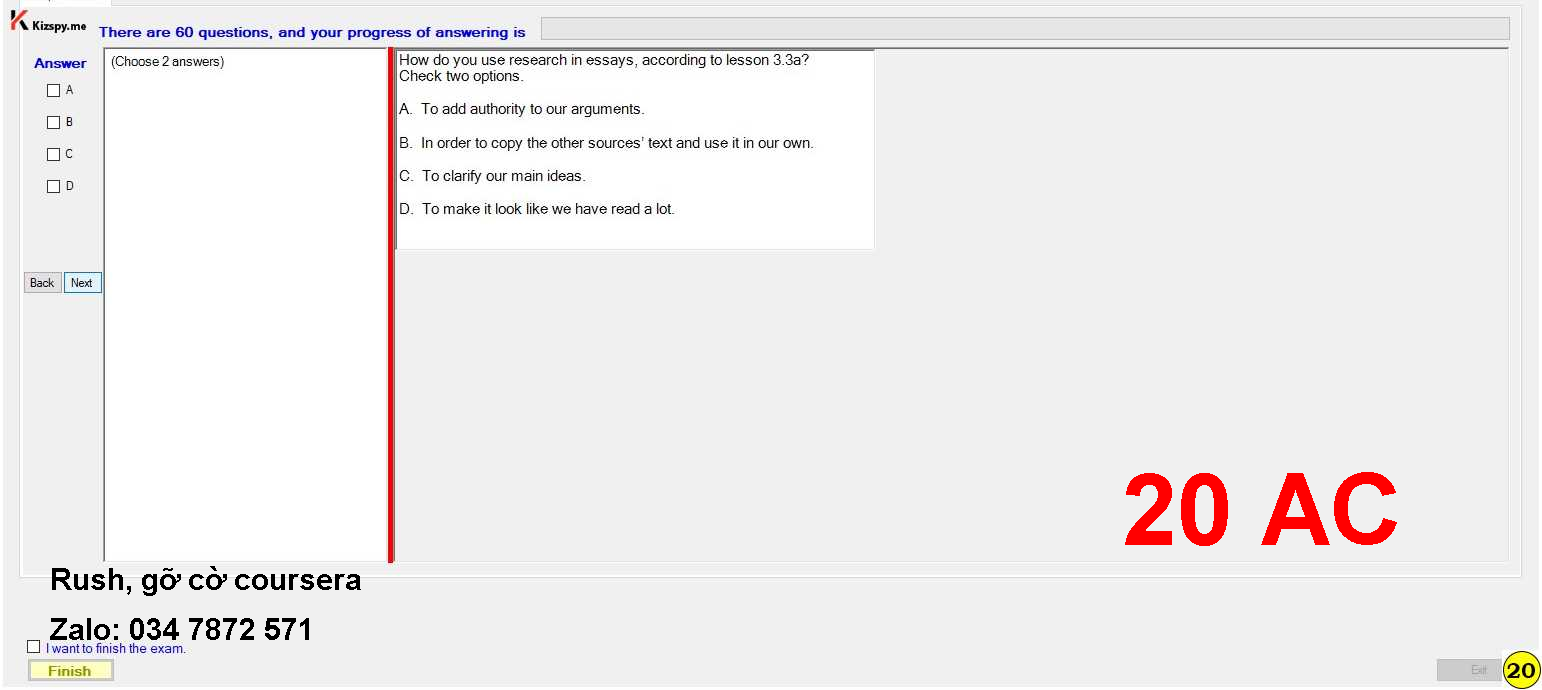 Kizspy.me
There are 60 questions, and your progress of answering is
Answer
A
B
C
D
Back Next
(Choose 2 answers)
How do you use research in essays, according to lesson 3.3a?
Check two options.
A. To add authority to our arguments.
B. In order to copy the other sources' text and use it in our own.
C. To clarify our main ideas.
D. To make it look like we have read a lot.
20 AC
Rush, gỡ cờ coursera
Zalo: 034 7872 571
I want to finish the exam.
Finish
Exit
20